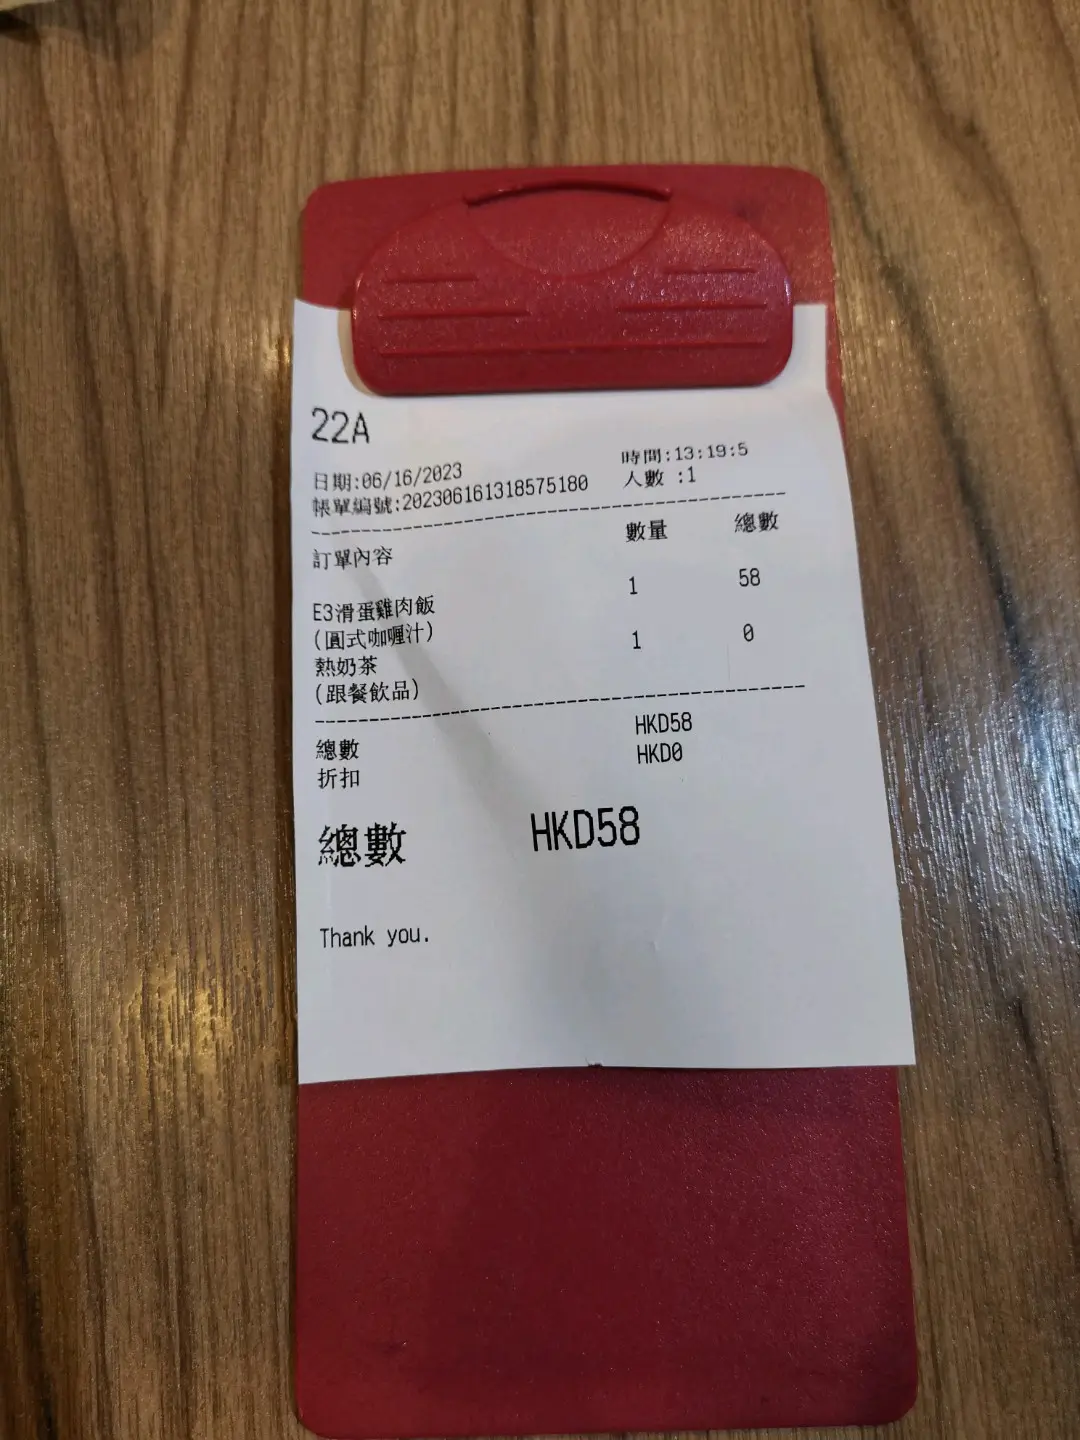 22A
日期:06/16/2023 時間:13:19:5
帳單編號:202306161318575180 人數 :1
訂單內容 數量 總數
E3滑蛋雞肉飯 1 58
(圓式咖喱汁)
熱奶茶 1 0
(跟餐飲品)
總數 HKD58
折扣 HKD0
總數 HKD58
Thank you.